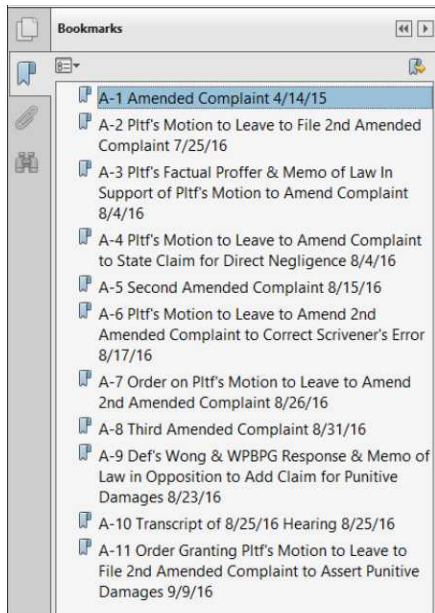 Bookmarks
A-1 Amended Complaint 4/14/15
A-2 Pltf's Motion to Leave to File 2nd Amended
Complaint 7/25/16
A-3 Pltf's Factual Proffer & Memo of Law In
Support of Pltf's Motion to Amend Complaint
8/4/16
A-4 Pltf's Motion to Leave to Amend Complaint
to State Claim for Direct Negligence 8/4/16
A-5 Second Amended Complaint 8/15/16
A-6 Pltf's Motion to Leave to Amend 2nd
Amended Complaint to Correct Scrivener's Error
8/17/16
A-7 Order on Pltf's Motion to Leave to Amend
2nd Amended Complaint 8/26/16
A-8 Third Amended Complaint 8/31/16
A-9 Def's Wong & WPBPG Response & Memo of
Law in Opposition to Add Claim for Punitive
Damages 8/23/16
A-10 Transcript of 8/25/16 Hearing 8/25/16
A-11 Order Granting Pltf's Motion to Leave to
File 2nd Amended Complaint to Assert Punitive
Damages 9/9/16